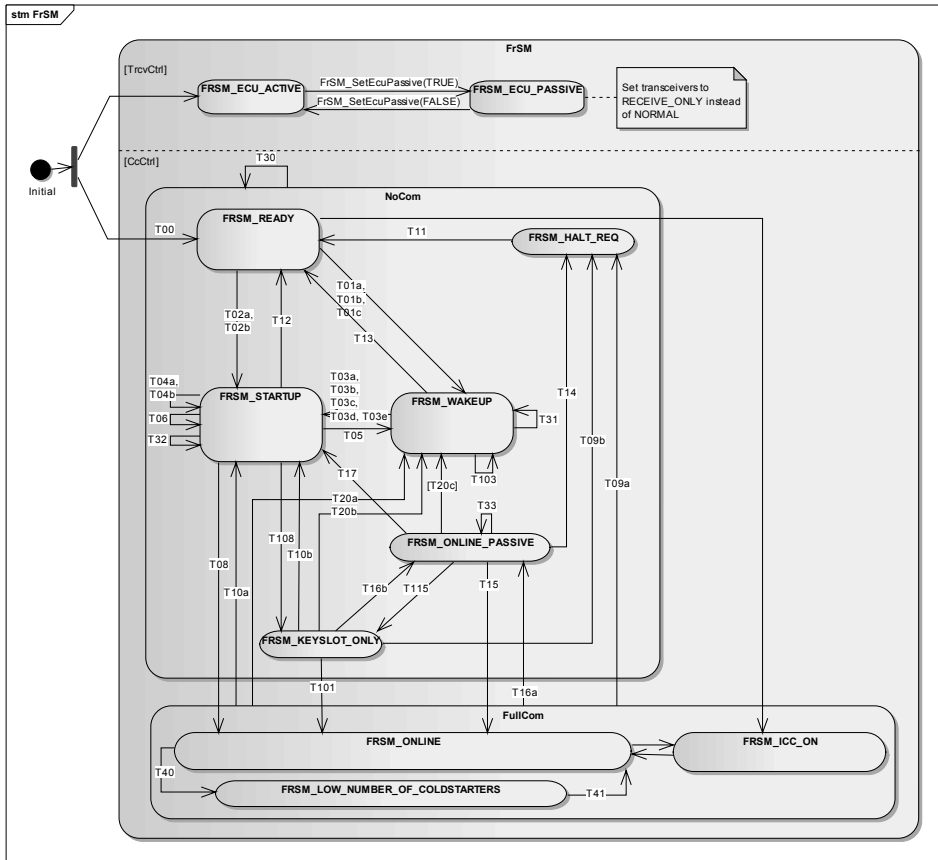 stm FrSM
FrSM
[TrcvCtrl]
FRSM_ECU_ACTIVE
FrSM_SetEcuPassive(TRUE)
FrSM_SetEcuPassive(FALSE)
FRSM_ECU_PASSIVE
Set transceivers to
RECEIVE_ONLY instead
of NORMAL
[CcCtrl]
Initial
T30
NoCom
T00
FRSM_READY
T11
FRSM_HALT_REQ
T01a,
T01b,
T01c
T02a,
T02b
T12
T13
T04a,
T04b
T06
T32
FRSM_STARTUP
T03a,
T03b,
T03c,
T03d, T03e
T05
FRSM_WAKEUP
T31
T103
T14
T09b
T09a
T17
[T20c]
T20a
T20b
T33
FRSM_ONLINE_PASSIVE
T108
T10b
T08
T10a
T16b
T115
T15
FRSM_KEYSLOT_ONLY
T101
T16a
FullCom
FRSM_ONLINE
FRSM_ICC_ON
T40
FRSM_LOW_NUMBER_OF_COLDSTARTERS
T41